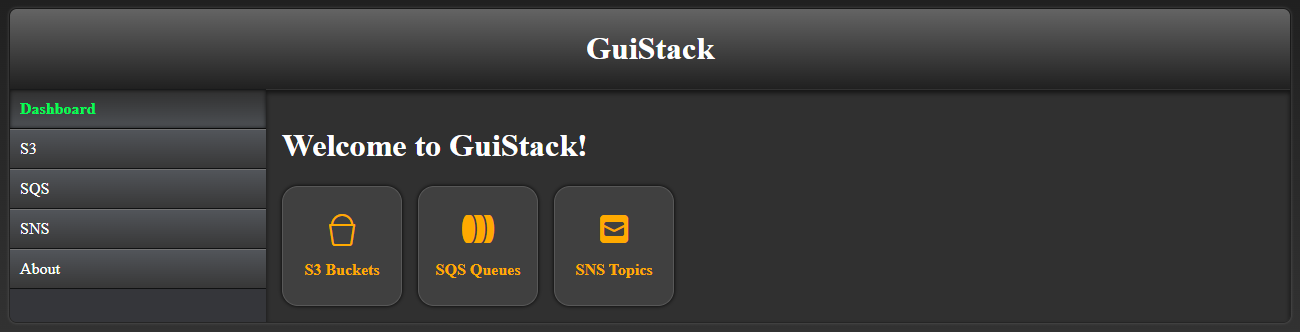 GuiStack
Dashboard
S3
SQS
SNS
About
Welcome to GuiStack!
S3 Buckets
SQS Queues
SNS Topics